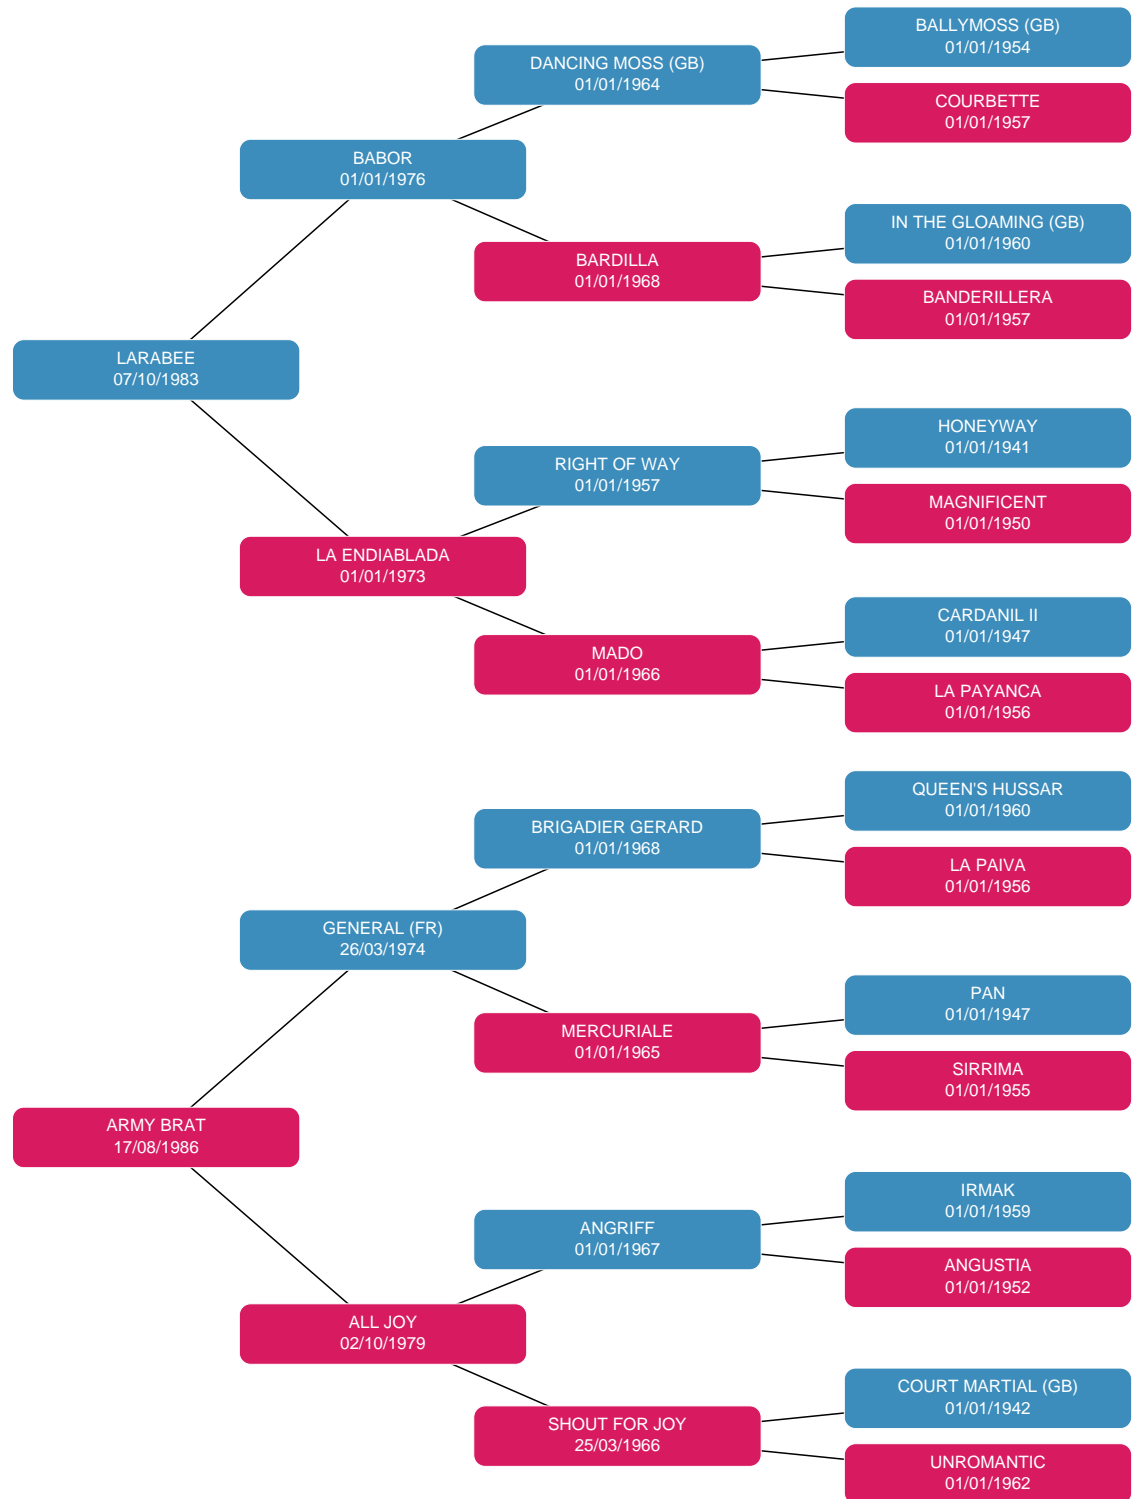 BALLYMOSS (GB)
01/01/1954
DANCING MOSS (GB)
01/01/1964
COURBETTE
01/01/1957
BABOR
01/01/1976
IN THE GLOAMING (GB)
01/01/1960
BARDILLA
01/01/1968
BANDERILLERA
01/01/1957
LARABEE
07/10/1983
HONEYWAY
01/01/1941
RIGHT OF WAY
01/01/1957
MAGNIFICENT
01/01/1950
LA ENDIABLADA
01/01/1973
CARDANIL II
01/01/1947
MADO
01/01/1966
LA PAYANCA
01/01/1956
QUEEN'S HUSSAR
01/01/1960
BRIGADIER GERARD
01/01/1968
LA PAIVA
01/01/1956
GENERAL (FR)
26/03/1974
PAN
01/01/1947
MERCURIALE
01/01/1965
SIRRIMA
01/01/1955
ARMY BRAT
17/08/1986
IRMAK
01/01/1959
ANGRIFF
01/01/1967
ANGUSTIA
01/01/1952
ALL JOY
02/10/1979
COURT MARTIAL (GB)
01/01/1942
SHOUT FOR JOY
25/03/1966
UNROMANTIC
01/01/1962